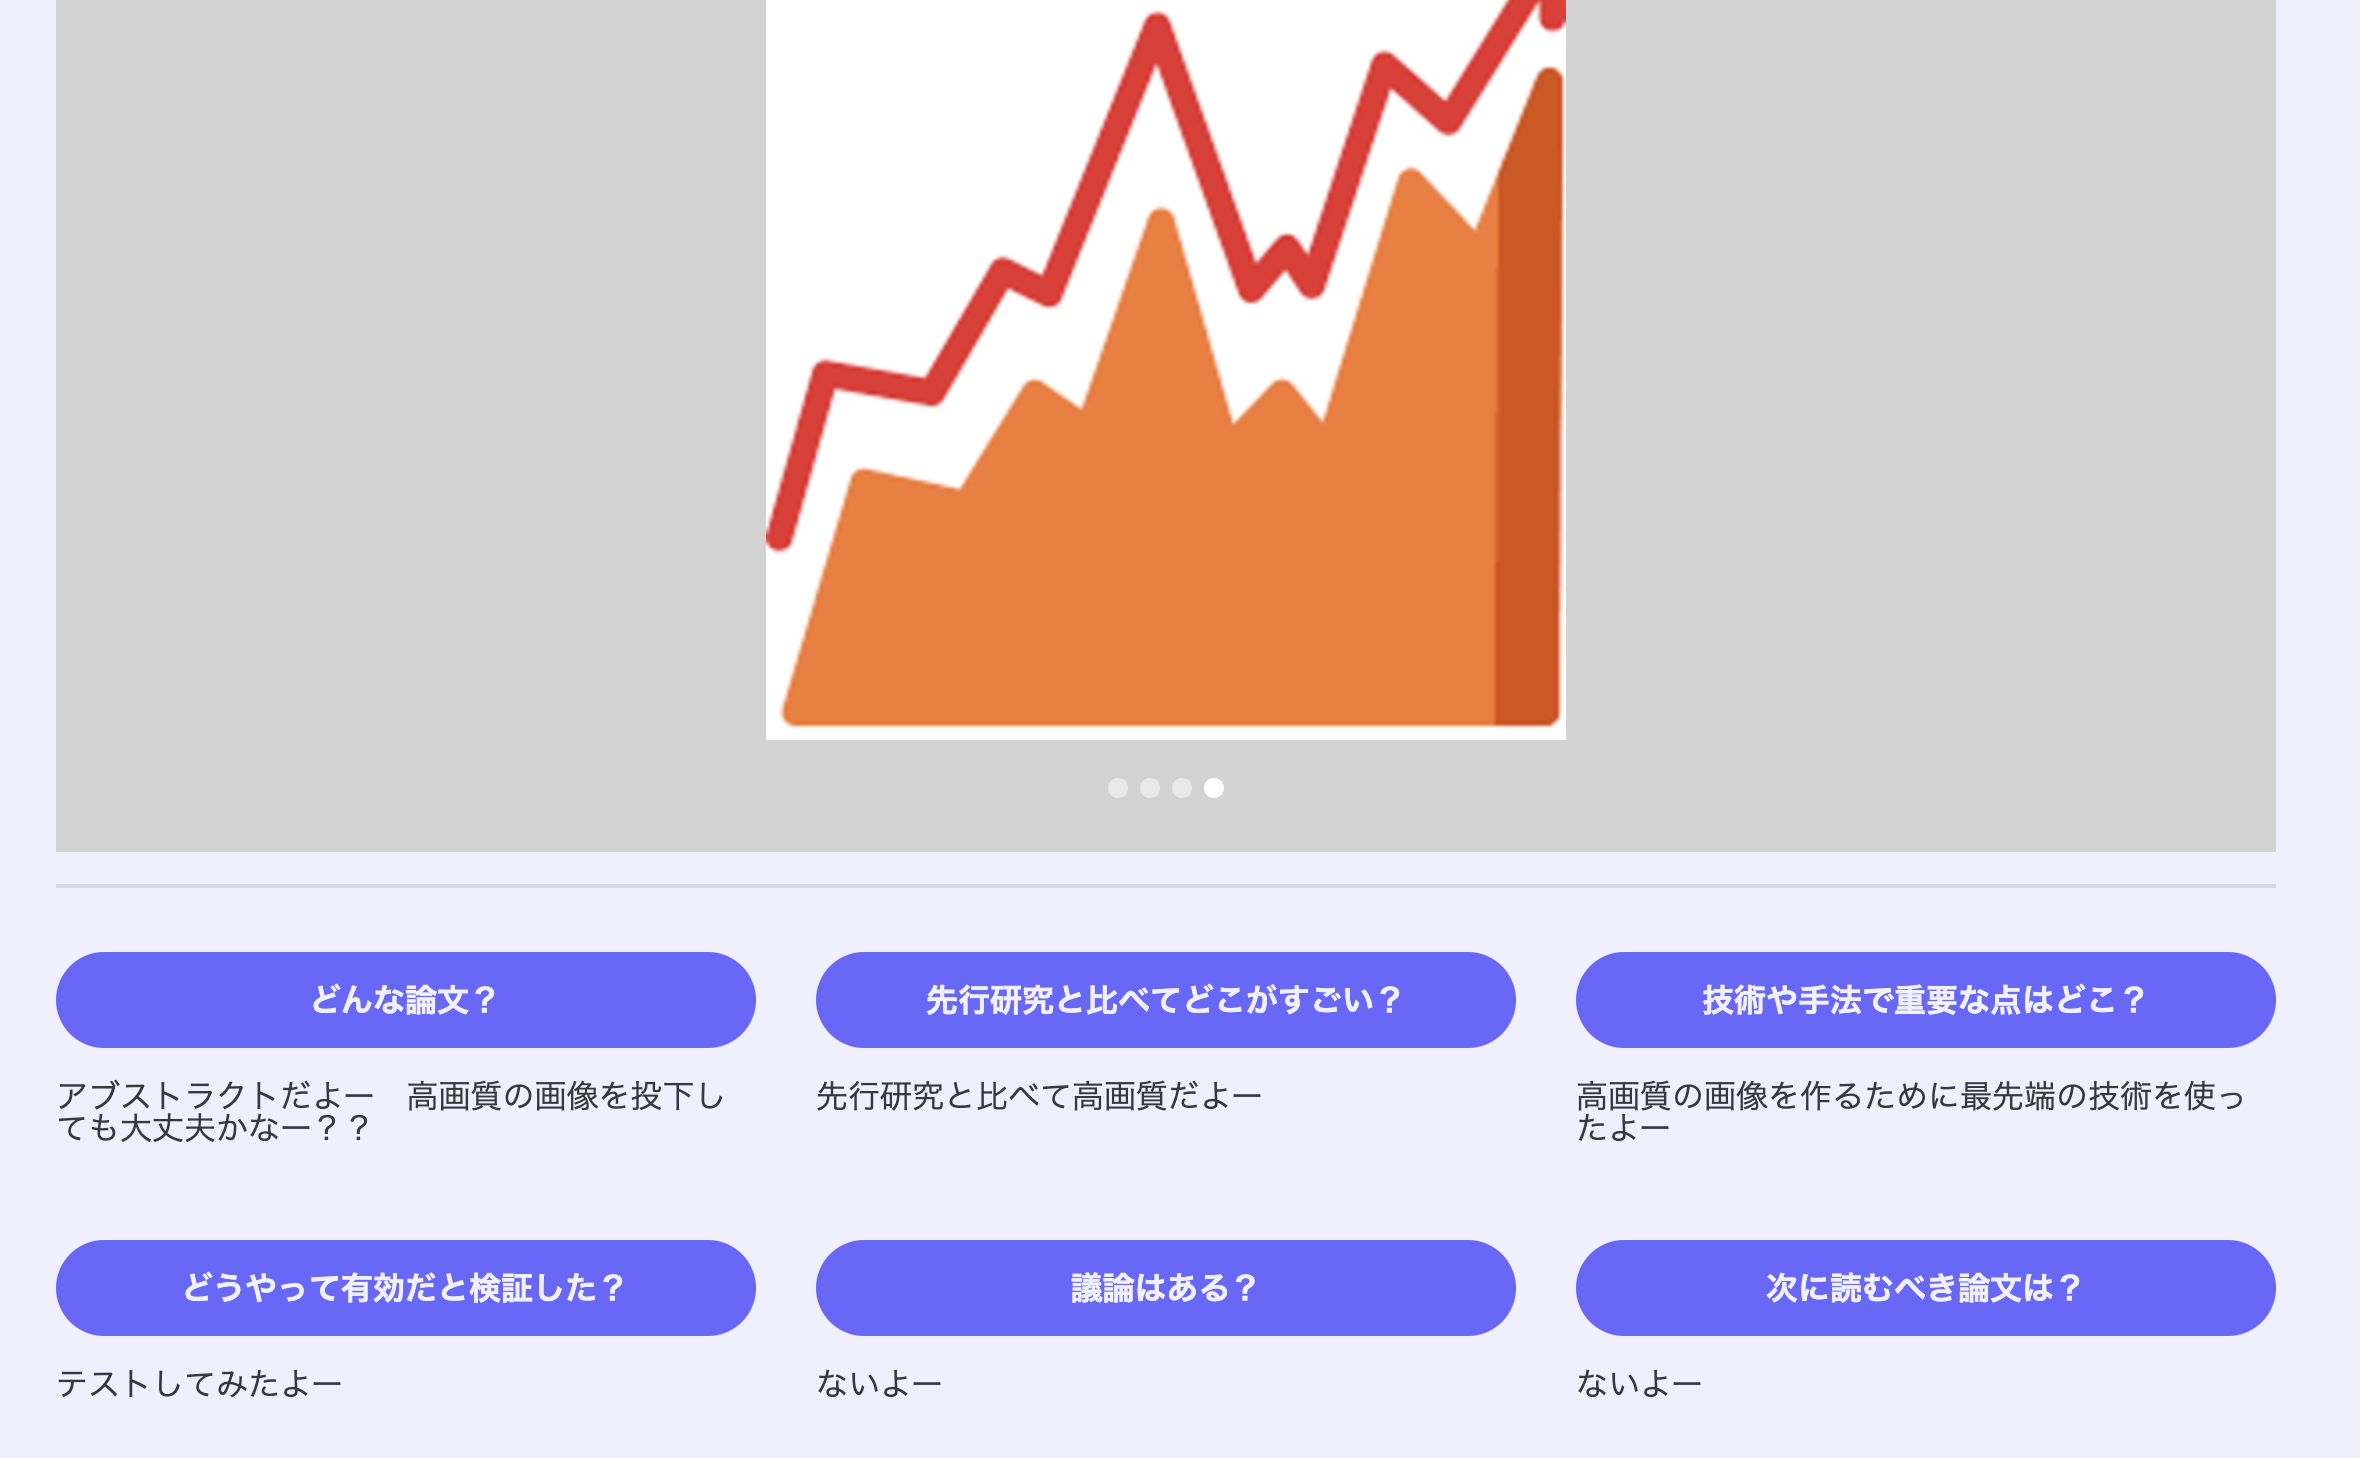 どんな論文？
アブストラクトだよー　高画質の画像を投下し
ても大丈夫かなー？？
先行研究と比べてどこがすごい？
先行研究と比べて高画質だよー
技術や手法で重要な点はどこ？
高画質の画像を作るために最先端の技術を使っ
たよー
どうやって有効だと検証した？
テストしてみたよー
議論はある？
ないよー
次に読むべき論文は？
ないよー